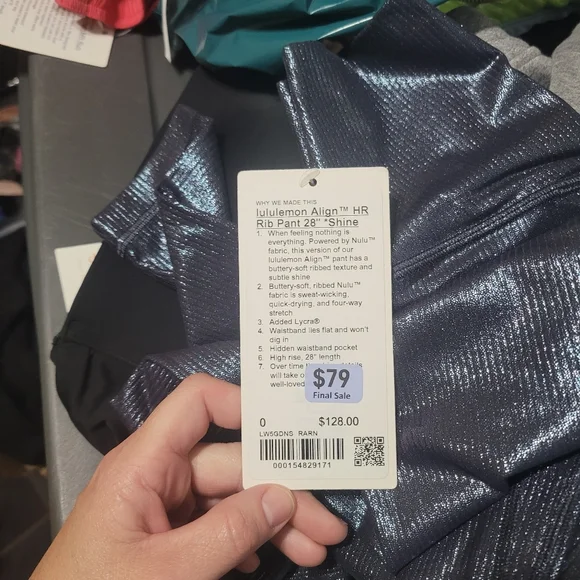 WHY WE MADE THIS
lululemon Align™ HR
Rib Pant 28" *Shine
1. When feeling nothing is
everything. Powered by Nulu™
fabric, this version of our
lululemon Align™ pant has a
buttery-soft ribbed texture and
subtle shine
2. Buttery-soft, ribbed Nulu™
fabric is sweat-wicking,
quick-drying, and four-way
stretch
3. Added Lycra®
4. Waistband lies flat and won't
dig in
5. Hidden waistband pocket
6. High rise, 28" length
7. Over time
will take
well-loved
$79
Final Sale
0 $128.00
LW5GDNS RARN
000154829171